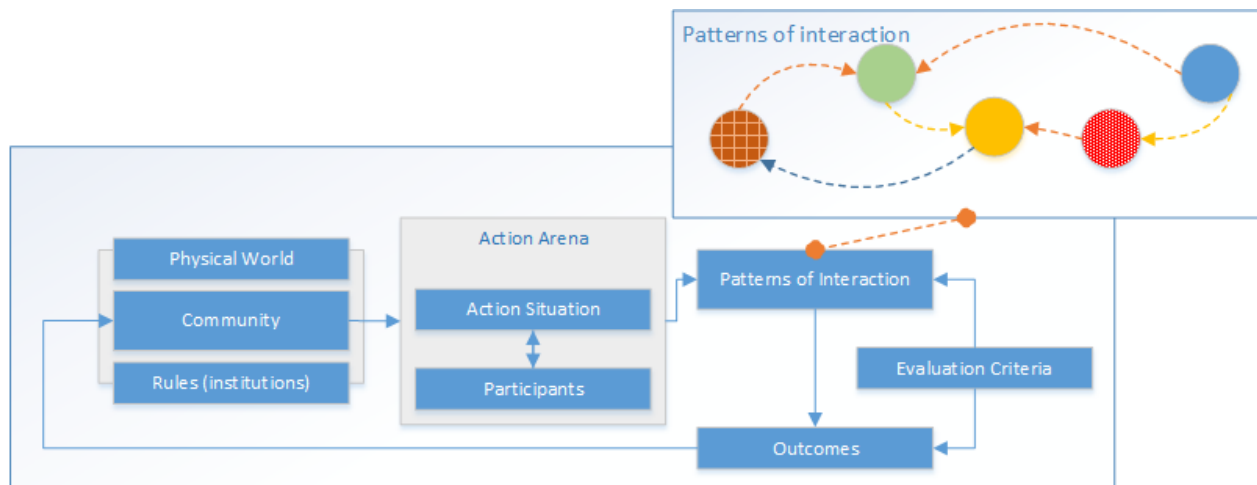 Patterns of interaction
Physical World
Community
Rules (institutions)
Action Arena
Action Situation
Participants
Patterns of Interaction
Evaluation Criteria
Outcomes